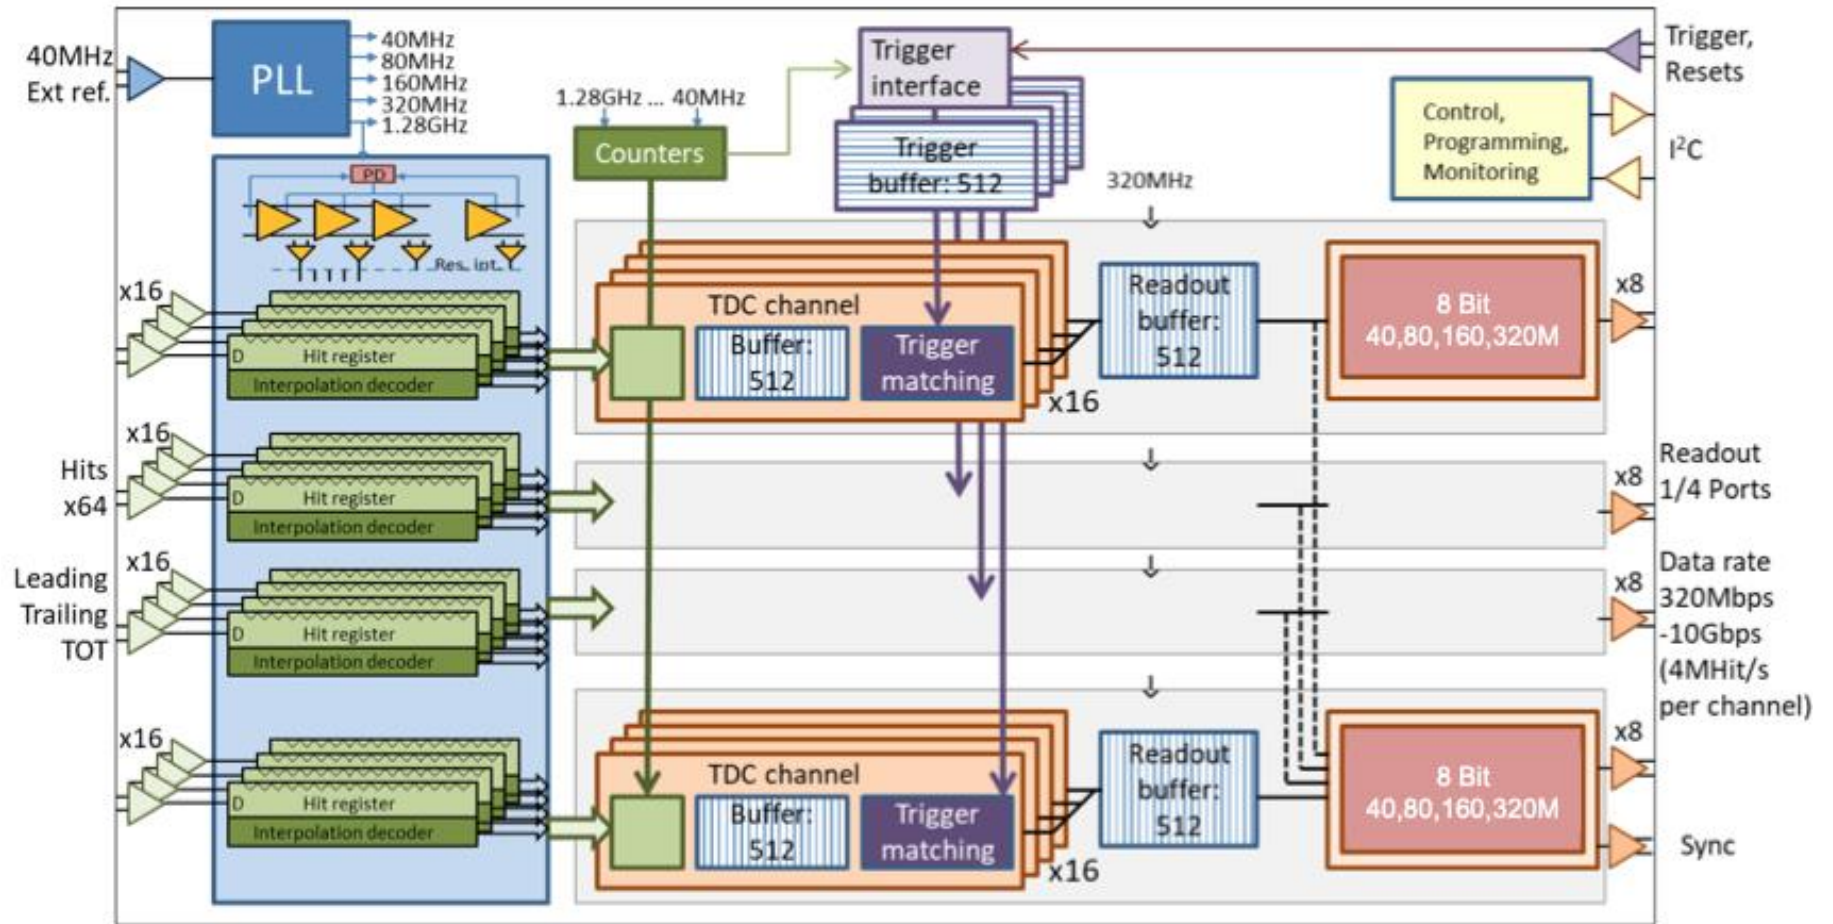 40MHz
Ext ref.
PLL
40MHz
80MHz
160MHz
320MHz
1.28GHz
1.28GHz ... 40MHz
Counters
Trigger
interface
Trigger
buffer: 512
320MHz
Trigger,
Resets
Control,
Programming,
Monitoring
I²C
PD
Res. ipt.
x16
D
Hit register
Interpolation decoder
TDC channel
Buffer:
512
Trigger
matching
x16
Readout
buffer:
512
8 Bit
40,80,160,320M
x8
Hits
x64
x16
D
Hit register
Interpolation decoder
x8
Readout
1/4 Ports
Leading
Trailing
TOT
x16
D
Hit register
Interpolation decoder
x8
Data rate
320Mbps
-10Gbps
(4MHit/s
per channel)
x16
D
Hit register
Interpolation decoder
TDC channel
Buffer:
512
Trigger
matching
x16
Readout
buffer:
512
8 Bit
40,80,160,320M
x8
Sync